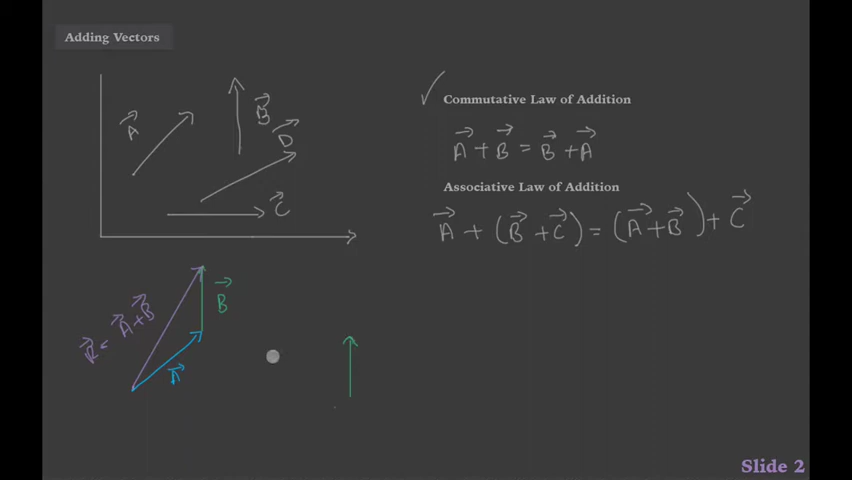 Adding Vectors
A⃗
B⃗
D⃗
C⃗
Commutative Law of Addition
A⃗ + B⃗ = B⃗ + A⃗
Associative Law of Addition
A⃗ + (B⃗ + C⃗) = (A⃗ + B⃗) + C⃗
B⃗
R⃗ = A⃗ + B⃗
A⃗
Slide 2